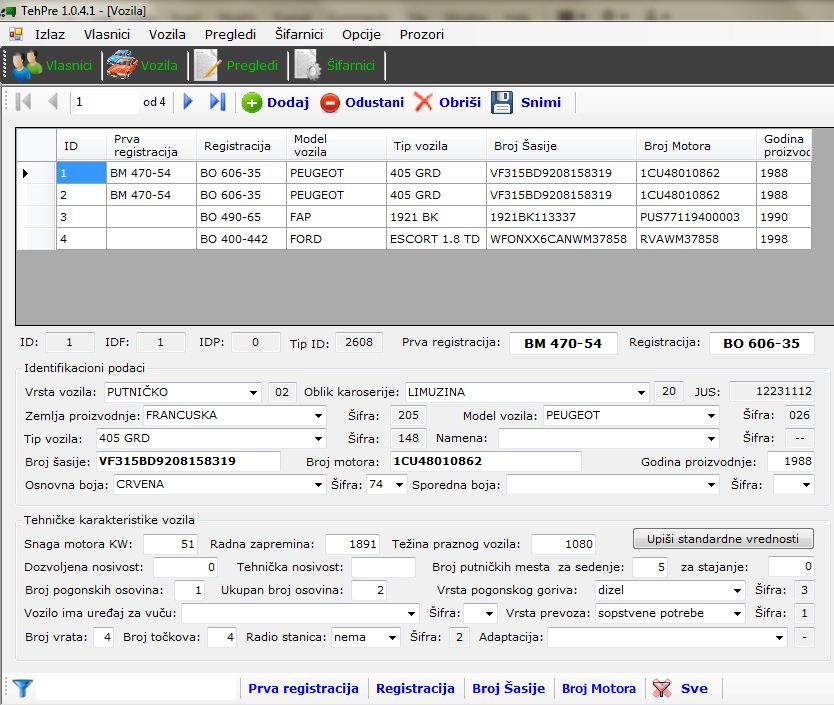 TehPre 1.0.4.1 - [Vozila]
Izlaz Vlasnici Vozila Pregledi Šifarnici Opcije Prozori
Vlasnici Vozila Pregledi Šifarnici
1 od 4 Dodaj Odustani Obriši Snimi
ID Prva registracija Registracija Model vozila Tip vozila Broj Šasije Broj Motora Godina proizvoc
1 BM 470-54 BO 606-35 PEUGEOT 405 GRD VF315BD9208158319 1CU48010862 1988
2 BM 470-54 BO 606-35 PEUGEOT 405 GRD VF315BD9208158319 1CU48010862 1988
3 BO 490-65 FAP 1921 BK 1921BK113337 PUS77119400003 1990
4 BO 400-442 FORD ESCORT 1.8 TD WFONXX6CANWM37858 RVAWM37858 1998
ID: 1 IDF: 1 IDP: 0 Tip ID: 2608 Prva registracija: BM 470-54 Registracija: BO 606-35
Identifikacioni podaci
Vrsta vozila: PUTNIČKO 02 Oblik karoserije: LIMUZINA 20 JUS: 12231112
Zemlja proizvodnje: FRANCUSKA Šifra: 205 Model vozila: PEUGEOT Šifra: 026
Tip vozila: 405 GRD Šifra: 148 Namena: Šifra: --
Broj šasije: VF315BD9208158319 Broj motora: 1CU48010862 Godina proizvodnje: 1988
Osnovna boja: CRVENA Šifra: 74 Sporedna boja: Šifra:
Tehničke karakteristike vozila
Snaga motora KW: 51 Radna zapremina: 1891 Težina praznog vozila: 1080 Upiši standardne vrednosti
Dozvoljena nosivost: 0 Tehnička nosivost: Broj putničkih mesta za sedenje: 5 za stajanje: 0
Broj pogonskih osovina: 1 Ukupan broj osovina: 2 Vrsta pogonskog goriva: dizel Šifra: 3
Vozilo ima uređaj za vuču: Šifra: Vrsta prevoza: sopstvene potrebe Šifra: 1
Broj vrata: 4 Broj točkova: 4 Radio stanica: nema Šifra: 2 Adaptacija: -
Prva registracija Registracija Broj Šasije Broj Motora Sve